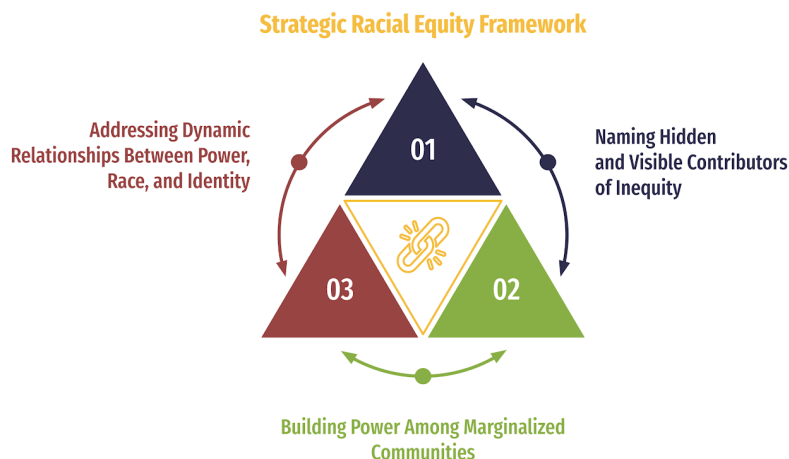 Strategic Racial Equity Framework
Addressing Dynamic
Relationships Between Power,
Race, and Identity
01
Naming Hidden
and Visible Contributors
of Inequity
03
02
Building Power Among Marginalized
Communities